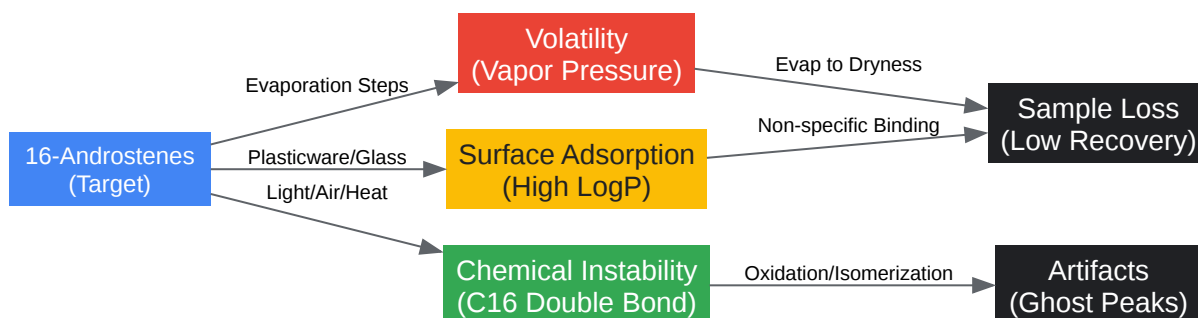 16-Androstenes
(Target)
Evaporation Steps
Plasticware/Glass
Light/Air/Heat
Volatility
(Vapor Pressure)
Surface Adsorption
(High LogP)
Chemical Instability
(C16 Double Bond)
Evap to Dryness
Non-specific Binding
Oxidation/Isomerization
Sample Loss
(Low Recovery)
Artifacts
(Ghost Peaks)